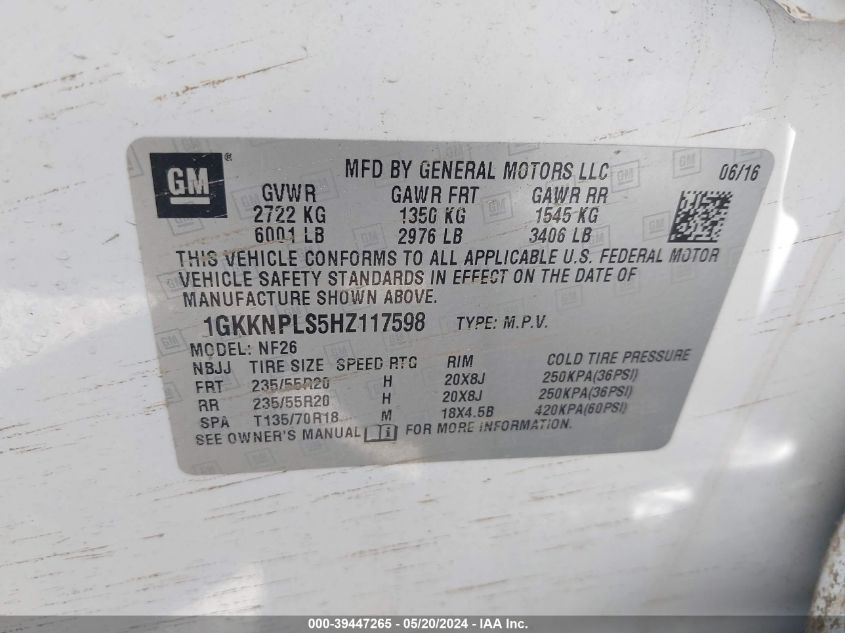 GM®
MFD BY GENERAL MOTORS LLC 06/16
GVWR GAWR FRT GAWR RR
2722 KG 1350 KG 1545 KG
6001 LB 2976 LB 3406 LB
THIS VEHICLE CONFORMS TO ALL APPLICABLE U.S. FEDERAL MOTOR
VEHICLE SAFETY STANDARDS IN EFFECT ON THE DATE OF
MANUFACTURE SHOWN ABOVE.
1GKKNPLS5HZ117598 TYPE: M.P.V.
MODEL: NF26
NBJJ TIRE SIZE SPEED RTG RIM COLD TIRE PRESSURE
FRT 235/55R20 H 20X8J 250KPA(36PSI)
RR 235/55R20 H 20X8J 250KPA(36PSI)
SPA T135/70R18 M 18X4.5B 420KPA(60PSI)
SEE OWNER'S MANUAL i FOR MORE INFORMATION.
000-39447265 - 05/20/2024 - IAA Inc.